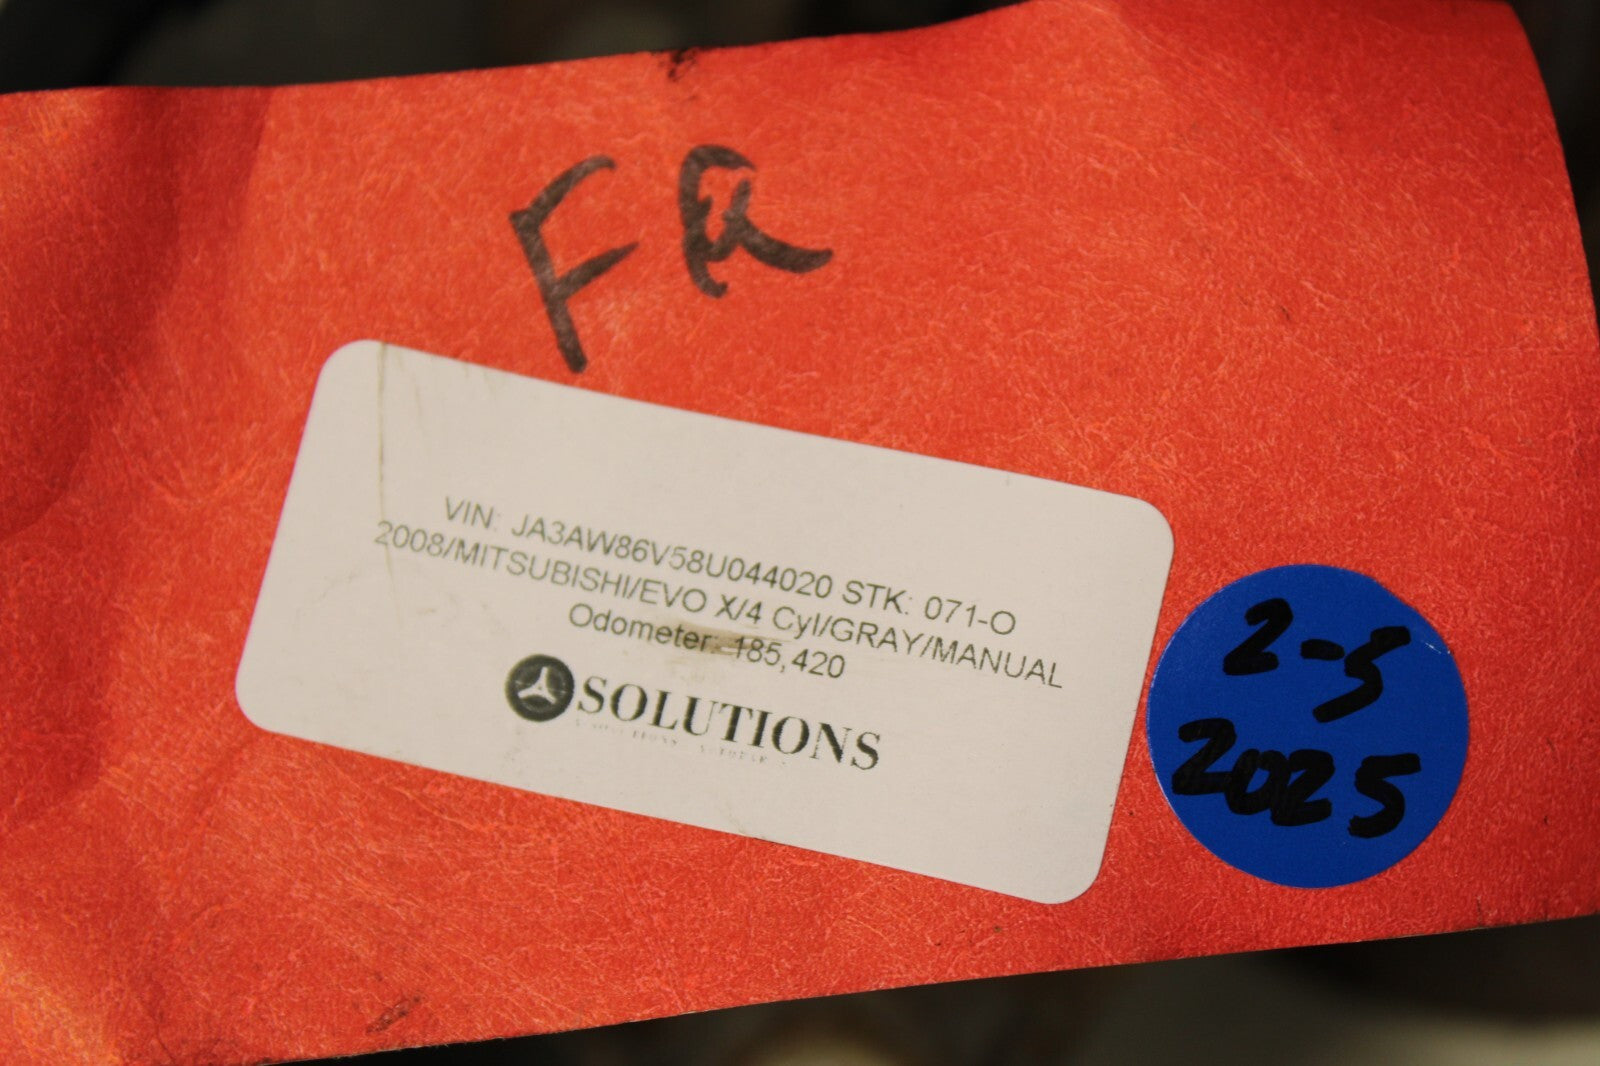 FR
VIN: JA3AW86V58U044020 STK: 071-O
2008/MITSUBISHI/EVO X/4 Cyl/GRAY/MANUAL
Odometer: 185,420
SOLUTIONS
2-5
2025